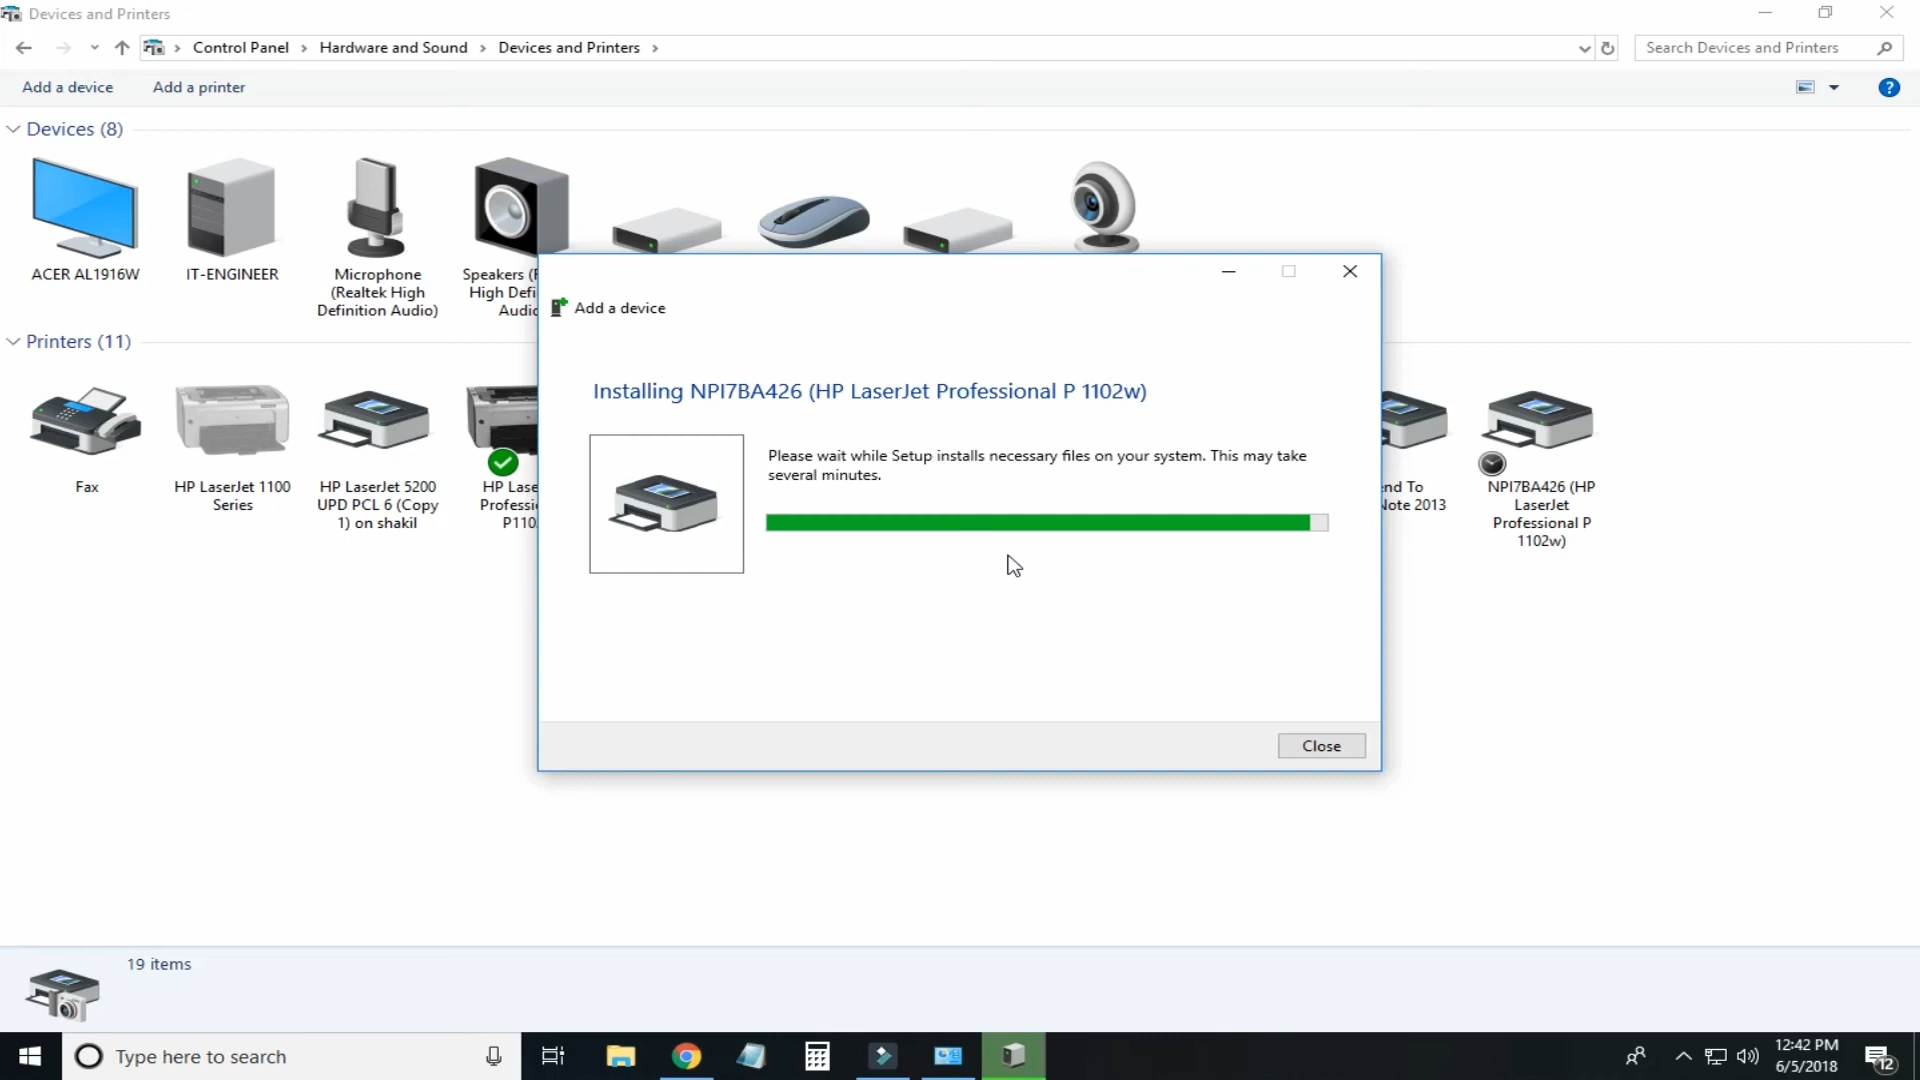 Devices and Printers
Control Panel
Hardware and Sound
Devices and Printers
Search Devices and Printers
Add a device
Add a printer
?
Devices (8)
ACER AL1916W
IT-ENGINEER
Microphone
(Realtek High
Definition Audio)
Speakers (
High Defi
Audio
Printers (11)
Fax
HP LaserJet 1100
Series
HP LaserJet 5200
UPD PCL 6 (Copy
1) on shakil
HP Lase
Professi
P110
nd To
Note 2013
NPI7BA426 (HP
LaserJet
Professional P
1102w)
Add a device
Installing NPI7BA426 (HP LaserJet Professional P 1102w)
Please wait while Setup installs necessary files on your system. This may take
several minutes.
Close
19 items
Type here to search
12:42 PM
6/5/2018
12